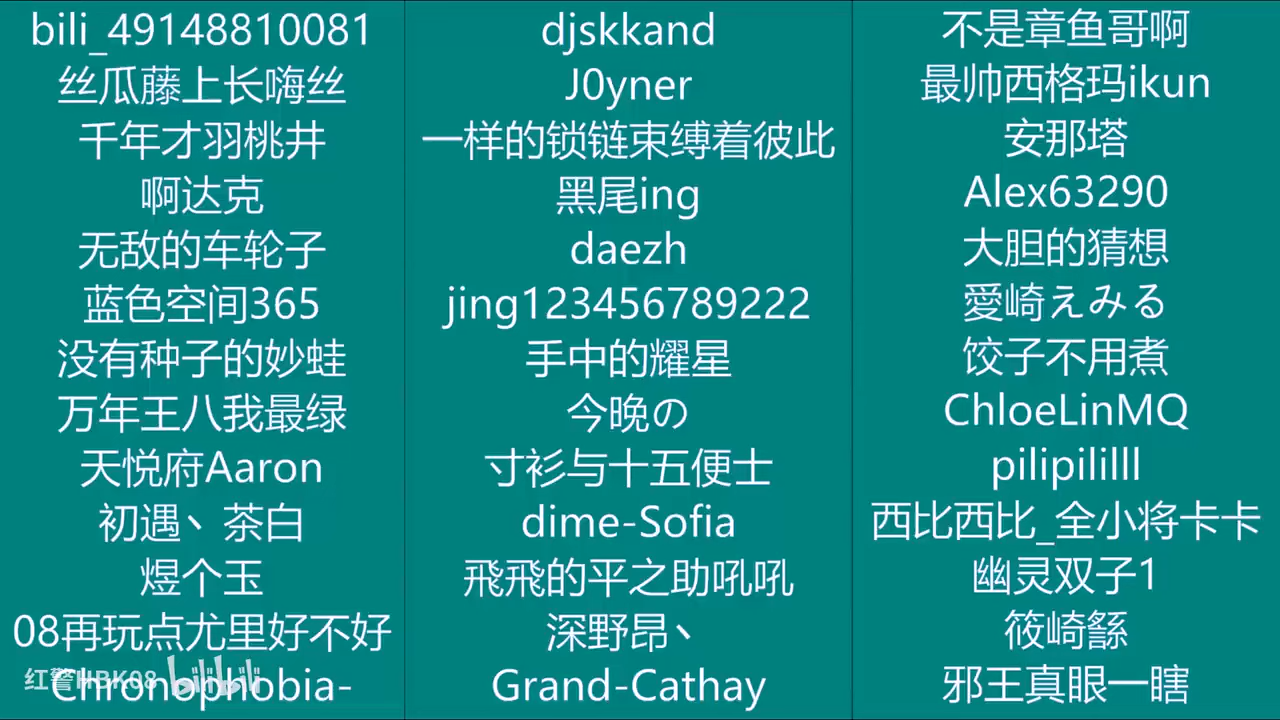 bili_49148810081
丝瓜藤上长嗨丝
千年才羽桃井
啊达克
无敌的车轮子
蓝色空间365
没有种子的妙蛙
万年王八我最绿
天悦府Aaron
初遇丶茶白
煜个玉
08再玩点尤里好不好
Chronophobia-
红警HBK08 bilibili
djskkand
J0yner
一样的锁链束缚着彼此
黑尾ing
daezh
jing123456789222
手中的耀星
今晚の
寸衫与十五便士
dime-Sofia
飛飛的平之助吼吼
深野昂丶
Grand-Cathay
不是章鱼哥啊
最帅西格玛ikun
安那塔
Alex63290
大胆的猜想
愛崎えみる
饺子不用煮
ChloeLinMQ
pilipililll
西比西比_全小将卡卡
幽灵双子1
筱崎繇
邪王真眼一瞎